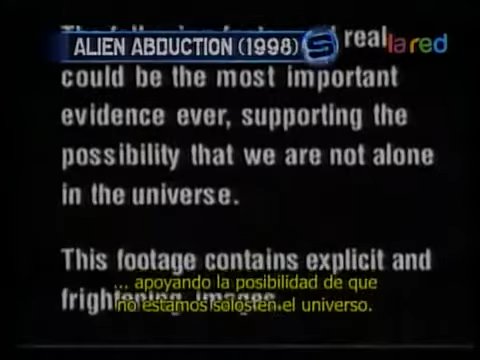 ALIEN ABDUCTION (1998)
la red
real
could be the most important
evidence ever, supporting the
possibility that we are not alone
in the universe.
This footage contains explicit and
frightening images.
... apoyando la posibilidad de que
no estamos solos en el universo.